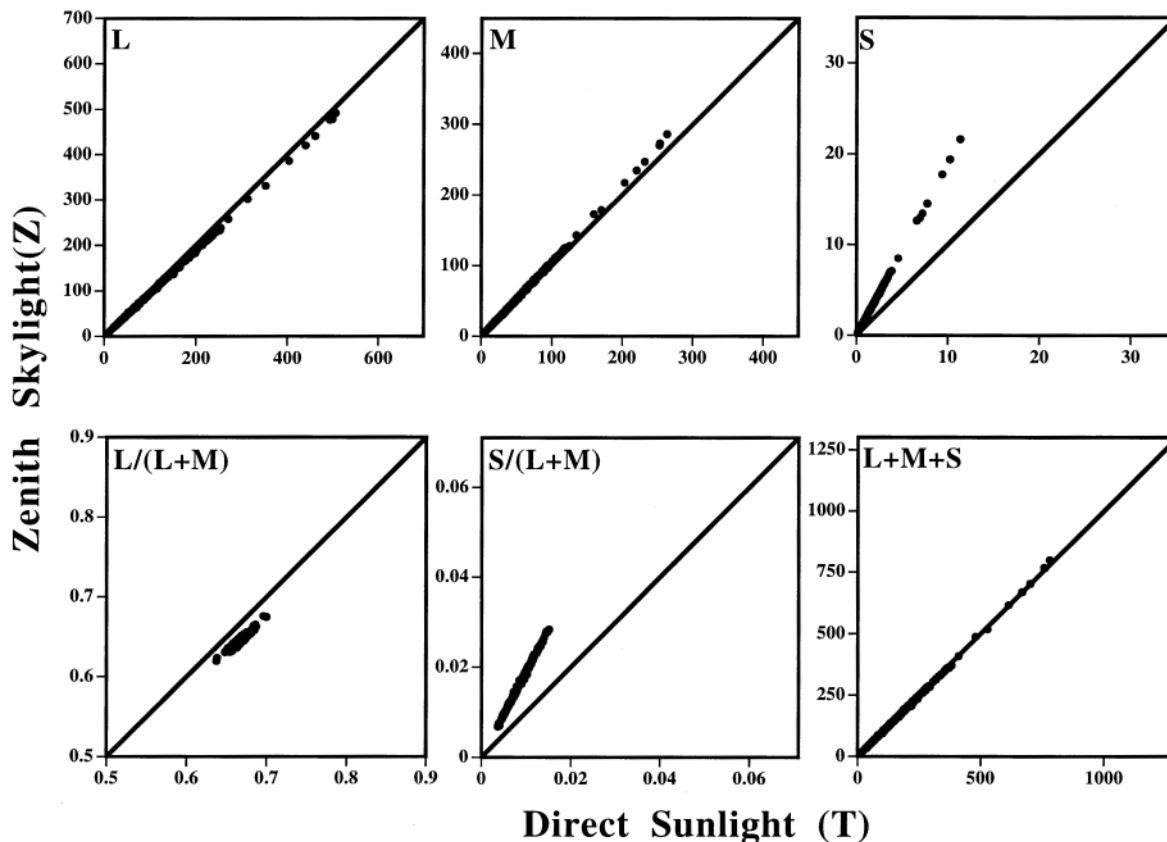 Zenith Skylight(Z)
L
700
600
500
400
300
200
100
0
0 200 400 600
M
400
300
200
100
0
0 100 200 300 400
S
30
20
10
0
0 10 20 30
L/(L+M)
0.9
0.8
0.7
0.6
0.5
0.5 0.6 0.7 0.8 0.9
S/(L+M)
0.06
0.04
0.02
0
0 0.02 0.04 0.06
L+M+S
1250
1000
750
500
250
0
0 500 1000
Direct Sunlight (T)